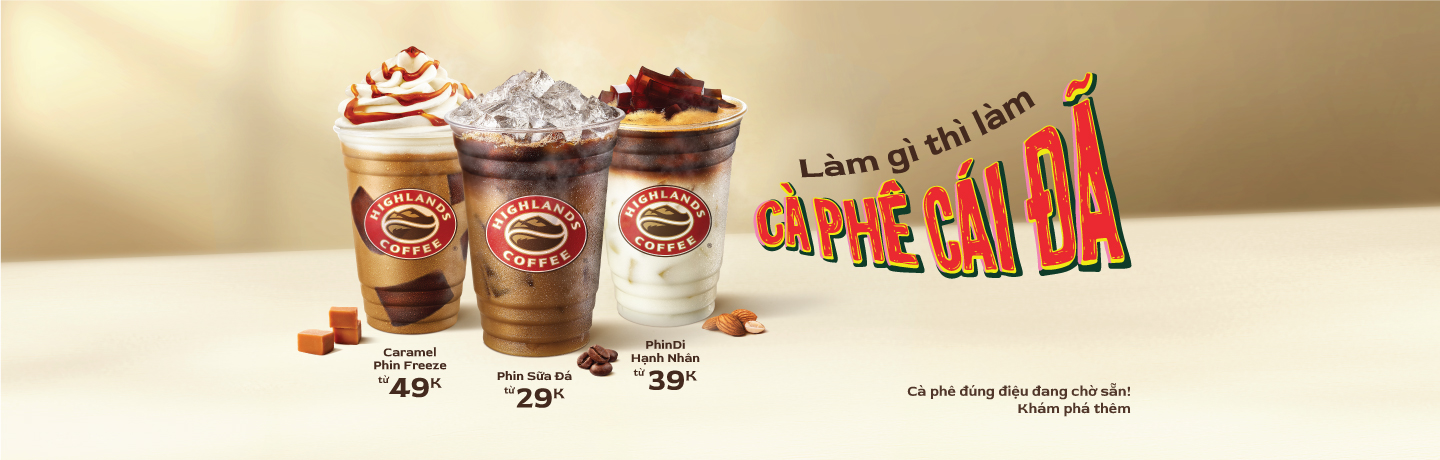 Làm gì thì làm
CÀ PHÊ CÁI ĐÃ
HIGHLANDS
COFFEE
HIGHLANDS
COFFEE
HIGHLANDS
COFFEE
®
Caramel
Phin Freeze
từ 49K
Phin Sữa Đá
từ 29K
PhinDi
Hạnh Nhân
từ 39K
Cà phê đúng điệu đang chờ sẵn!
Khám phá thêm